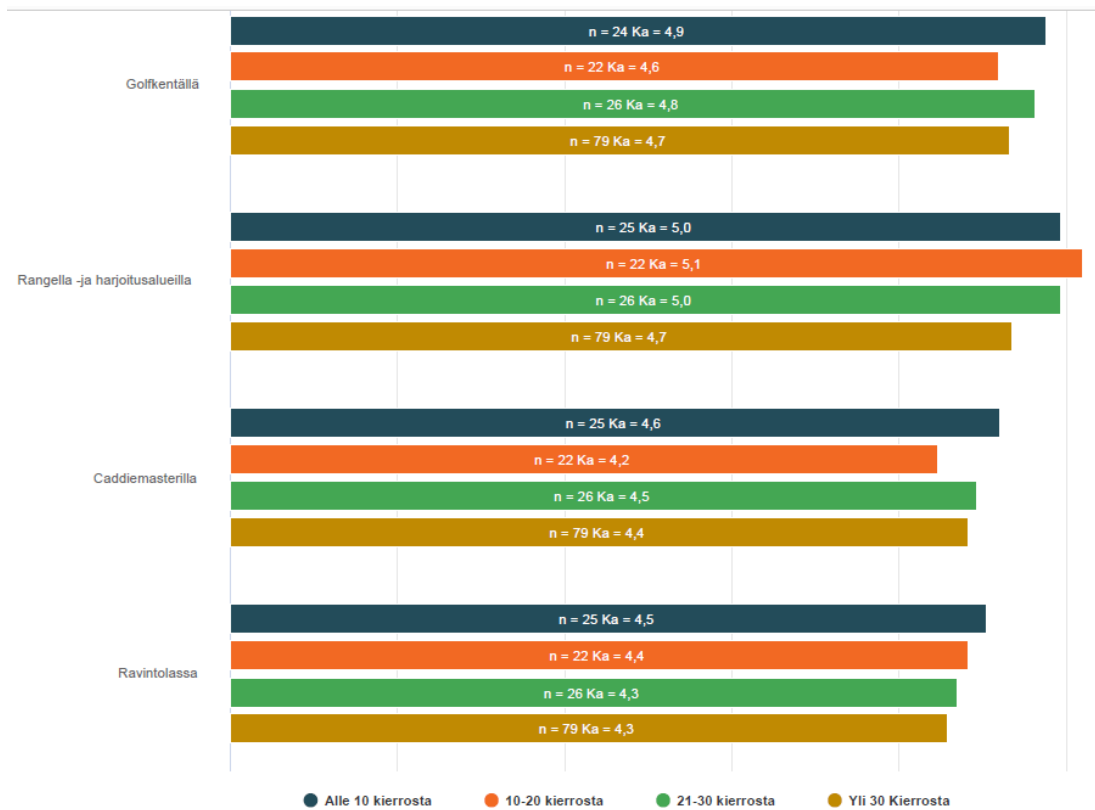 Golfkentällä
n = 24 Ka = 4,9
n = 22 Ka = 4,6
n = 26 Ka = 4,8
n = 79 Ka = 4,7
Rangella -ja harjoitusalueilla
n = 25 Ka = 5,0
n = 22 Ka = 5,1
n = 26 Ka = 5,0
n = 79 Ka = 4,7
Caddiemasterilla
n = 25 Ka = 4,6
n = 22 Ka = 4,2
n = 26 Ka = 4,5
n = 79 Ka = 4,4
Ravintolassa
n = 25 Ka = 4,5
n = 22 Ka = 4,4
n = 26 Ka = 4,3
n = 79 Ka = 4,3
Alle 10 kierrosta 10-20 kierrosta 21-30 kierrosta Yli 30 Kierrosta